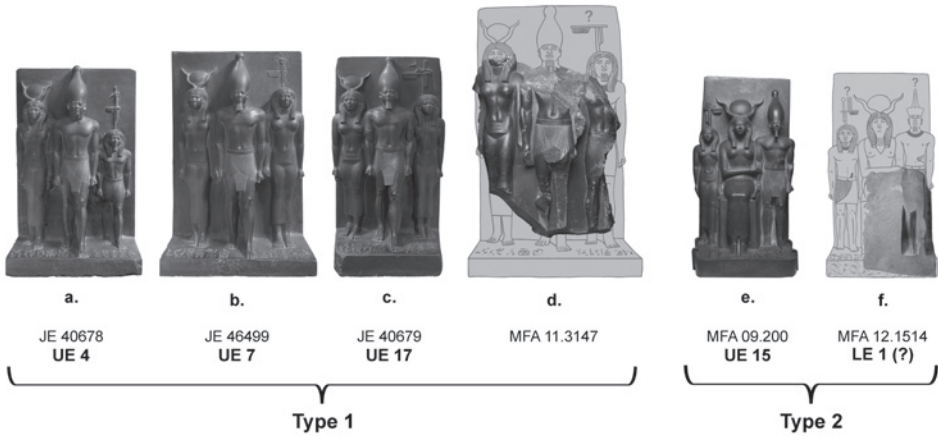 ?
?
?
a.
b.
c.
d.
e.
f.
JE 40678
JE 46499
JE 40679
MFA 11.3147
MFA 09.200
MFA 12.1514
UE 4
UE 7
UE 17
UE 15
LE 1 (?)
Type 1
Type 2